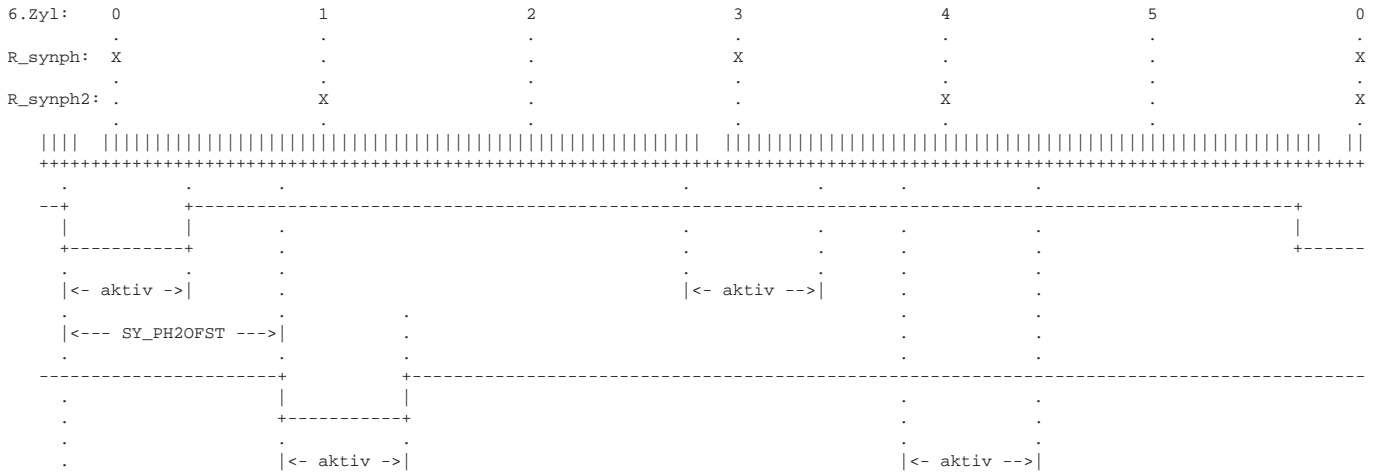 6.Zyl: 0 1 2 3 4 5 0
R_synph: X X X
R_synph2: X X X
|<- aktiv ->| |<- aktiv -->|
|<--- SY_PH2OFST --->|
|<- aktiv ->| |<- aktiv -->|